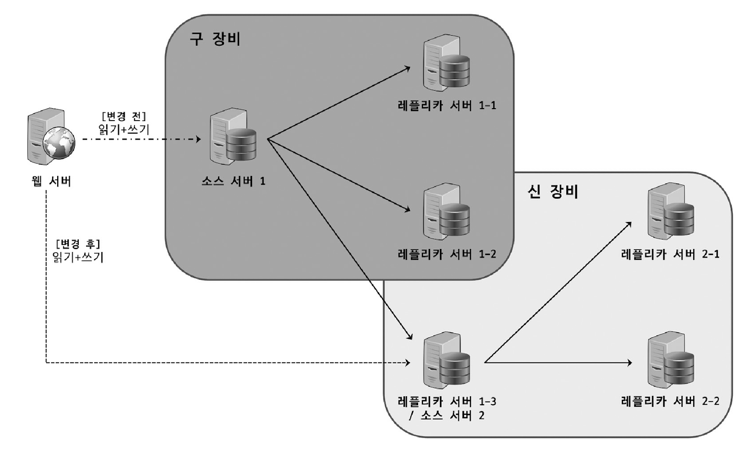 구 장비
레플리카 서버 1-1
[변경 전]
읽기+쓰기
웹 서버
소스 서버 1
신 장비
[변경 후]
읽기+쓰기
레플리카 서버 1-2
레플리카 서버 2-1
레플리카 서버 1-3
/ 소스 서버 2
레플리카 서버 2-2